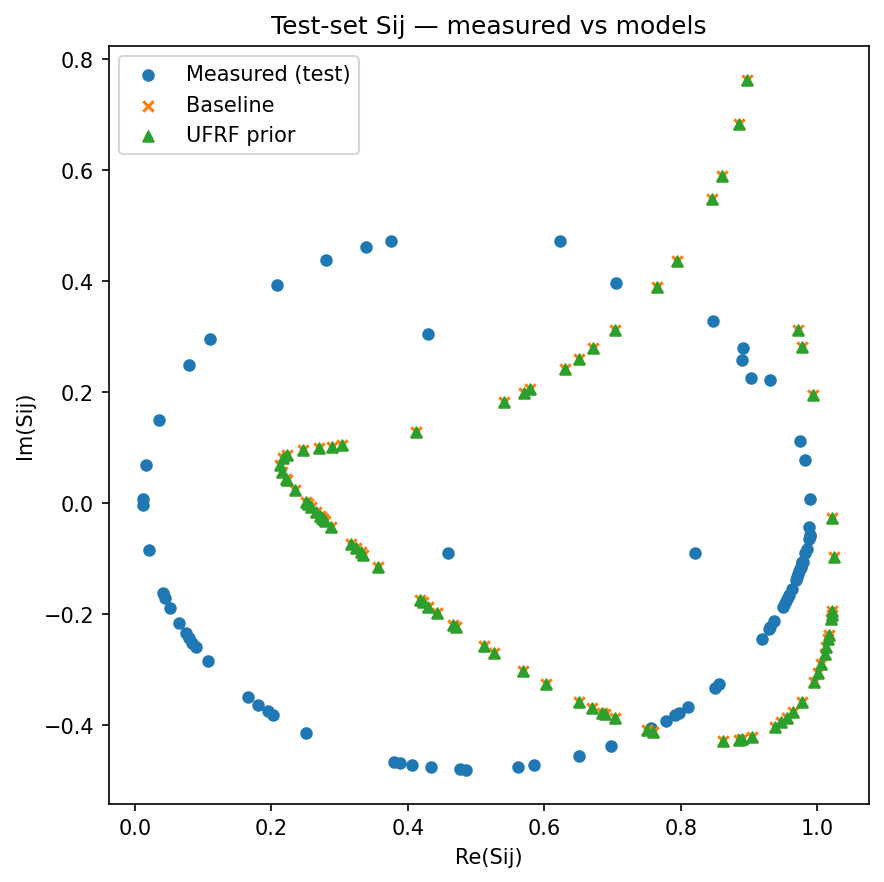 Test-set Sij — measured vs models
Measured (test)
Baseline
UFRF prior
0.8
0.6
0.4
0.2
0.0
−0.2
−0.4
Im(Sij)
0.0 0.2 0.4 0.6 0.8 1.0
Re(Sij)